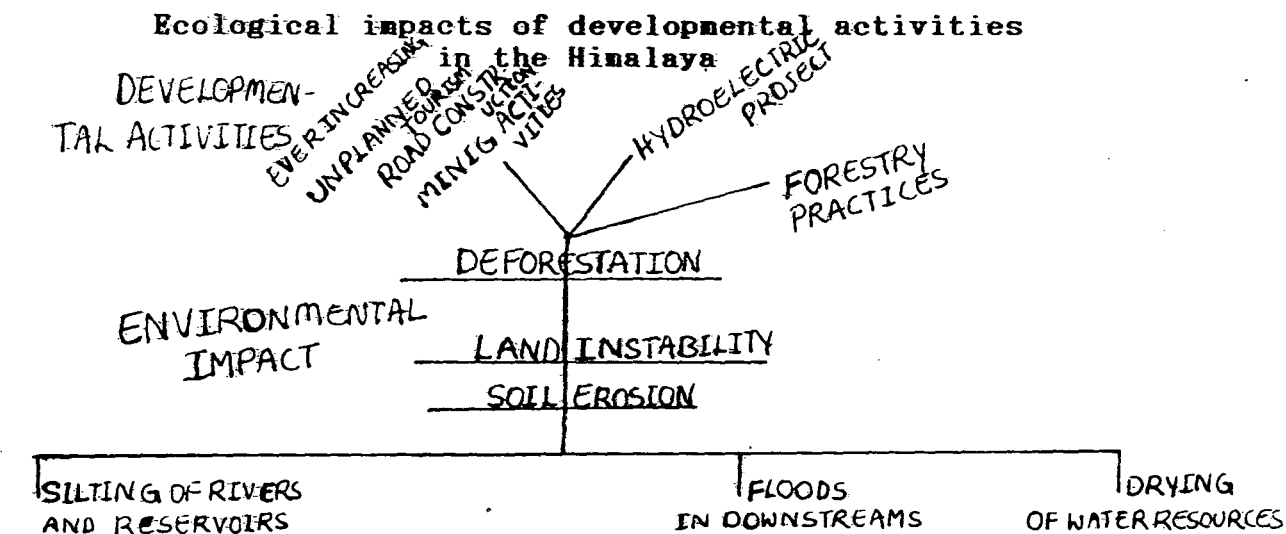 Ecological impacts of developmental activities
in the Himalaya
DEVELOPMEN-
TAL ACTIVITIES
EVER INCREASING
UNPLANNED
TOURISM
ROAD CONSTR-
UCTION
MINIG ACTI-
VITIES
HYDROELECTRIC
PROJECT
FORESTRY
PRACTICES
DEFORESTATION
ENVIRONMENTAL
IMPACT
LAND INSTABILITY
SOIL EROSION
SILTING OF RIVERS
AND RESERVOIRS
FLOODS
IN DOWNSTREAMS
DRYING
OF WATER RESOURCES